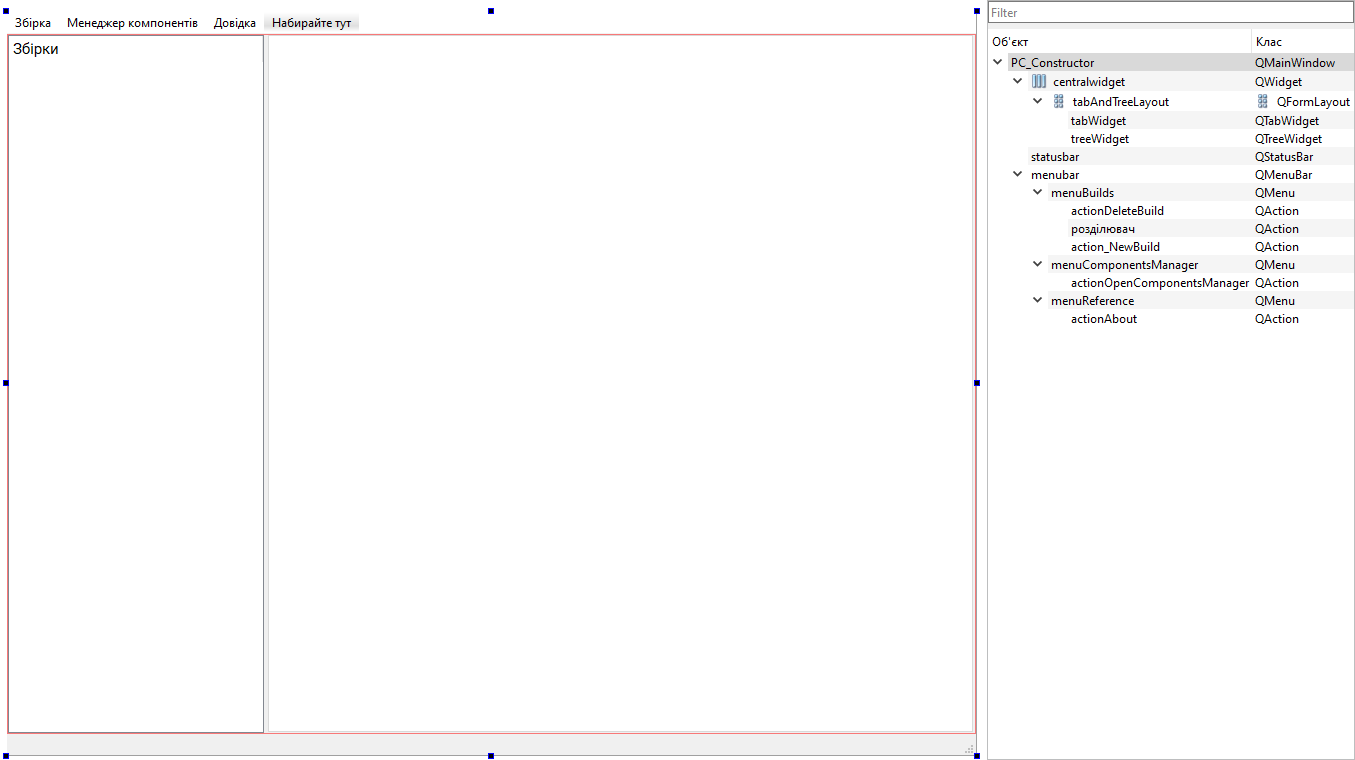 Збірка Менеджер компонентів Довідка Набирайте тут
Збірки
Filter
Об'єкт Клас
PC_Constructor QMainWindow
centralwidget QWidget
tabAndTreeLayout QFormLayout
tabWidget QTabWidget
treeWidget QTreeWidget
statusbar QStatusBar
menubar QMenuBar
menuBuilds QMenu
actionDeleteBuild QAction
розділювач QAction
action_NewBuild QAction
menuComponentsManager QMenu
actionOpenComponentsManager QAction
menuReference QMenu
actionAbout QAction